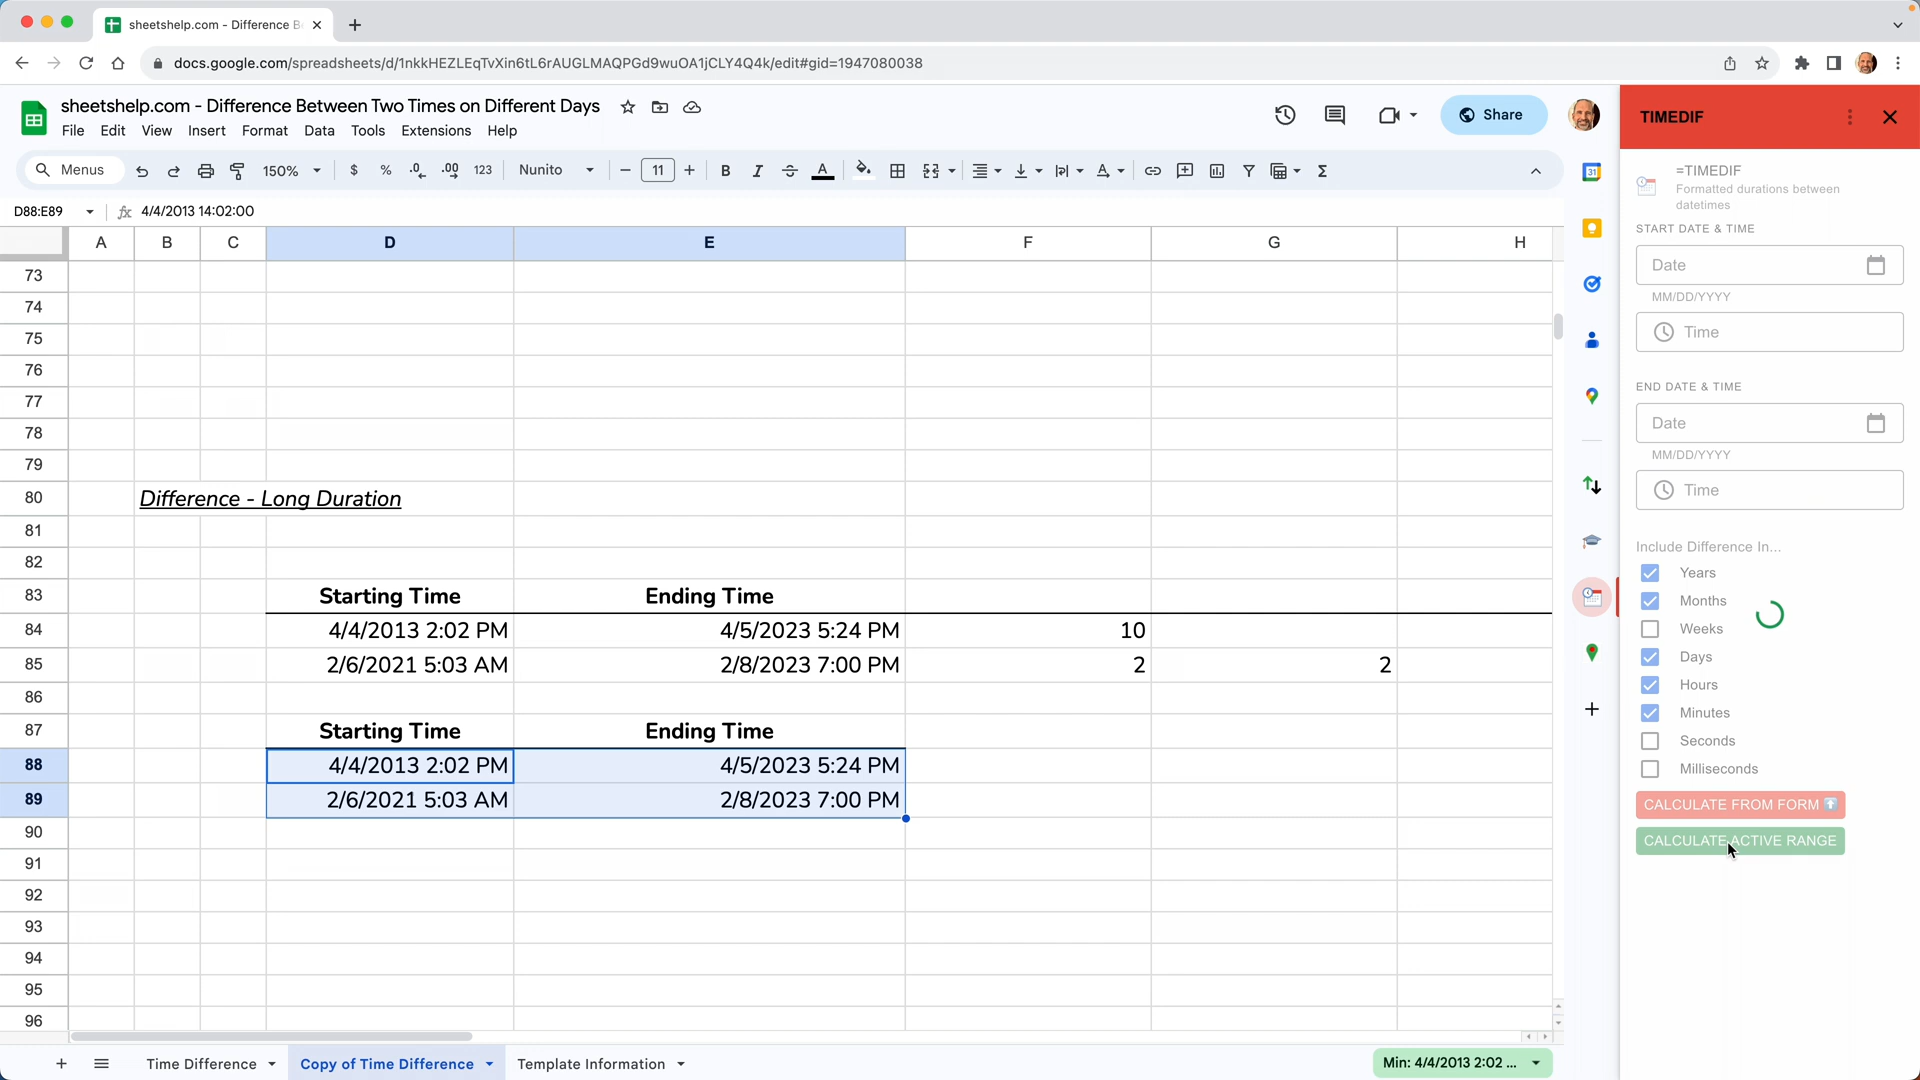 sheetshelp.com - Difference B
docs.google.com/spreadsheets/d/1nkkHEZLEqTvXin6tL6rAUGLMAQPGd9wuOA1jCLY4Q4k/edit#gid=1947080038
sheetshelp.com - Difference Between Two Times on Different Days
File Edit View Insert Format Data Tools Extensions Help
Share
Menus 150% $ % .0 .00 123 Nunito 11 B I A Σ
D88:E89 fx 4/4/2013 14:02:00
A B C D E F G H
73
74
75
76
77
78
79
80 Difference - Long Duration
81
82
83 Starting Time Ending Time
84 4/4/2013 2:02 PM 4/5/2023 5:24 PM 10
85 2/6/2021 5:03 AM 2/8/2023 7:00 PM 2 2
86
87 Starting Time Ending Time
88 4/4/2013 2:02 PM 4/5/2023 5:24 PM
89 2/6/2021 5:03 AM 2/8/2023 7:00 PM
90
91
92
93
94
95
96
Time Difference Copy of Time Difference Template Information
Min: 4/4/2013 2:02 ...
31
TIMEDIF
=TIMEDIF
Formatted durations between
datetimes
START DATE & TIME
Date
MM/DD/YYYY
Time
END DATE & TIME
Date
MM/DD/YYYY
Time
Include Difference In...
Years
Months
Weeks
Days
Hours
Minutes
Seconds
Milliseconds
CALCULATE FROM FORM
CALCULATE ACTIVE RANGE